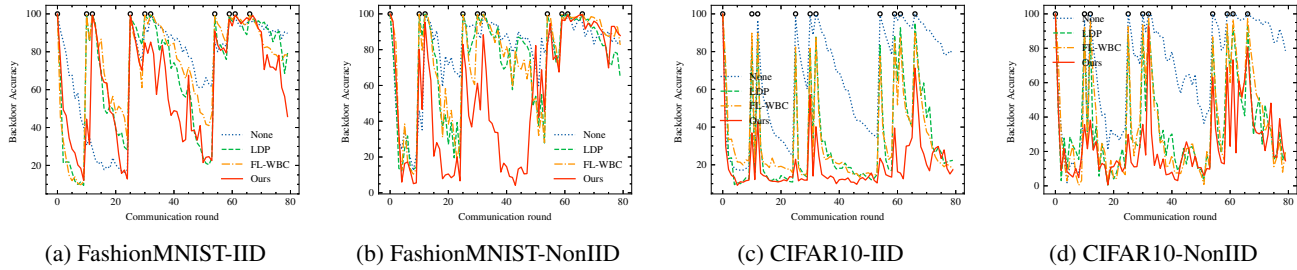 100
80
60
40
20
Backdoor Accuracy
0 20 40 60 80
Communication round
None
LDP
FL-WBC
Ours
(a) FashionMNIST-IID
100
80
60
40
20
0
Backdoor Accuracy
0 20 40 60 80
Communication round
None
LDP
FL-WBC
Ours
(b) FashionMNIST-NonIID
100
80
60
40
20
Backdoor Accuracy
0 20 40 60 80
Communication round
None
LDP
FL-WBC
Ours
(c) CIFAR10-IID
100
80
60
40
20
0
Backdoor Accuracy
0 20 40 60 80
Communication round
None
LDP
FL-WBC
Ours
(d) CIFAR10-NonIID